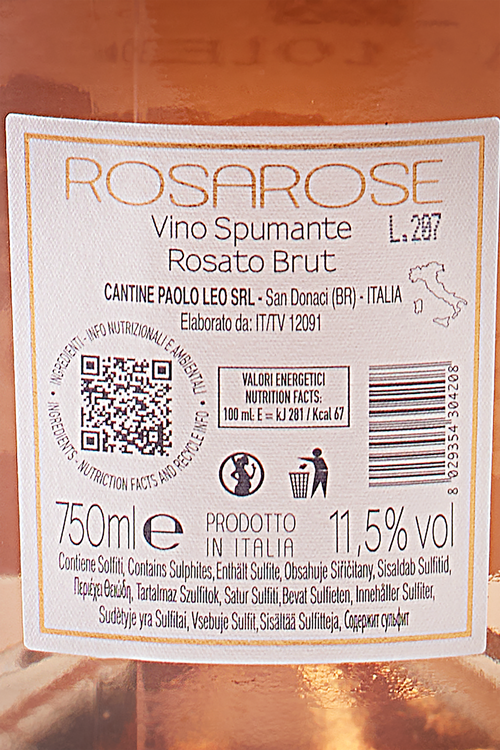 ROSAROSE
Vino Spumante
Rosato Brut
L.207
CANTINE PAOLO LEO SRL - San Donaci (BR) - ITALIA
Elaborato da: IT/TV 12091
INGREDIENTI - INFO NUTRIZIONALI E AMBIENTALI
INGREDIENTS - NUTRICTION FACTS AND RECYCLE INFO
VALORI ENERGETICI
NUTRITION FACTS:
100 ml: E = kJ 281 / Kcal 67
8 029354 304208
750ml e
PRODOTTO
IN ITALIA
11,5% vol
Contiene Solfiti, Contains Sulphites, Enthält Sulfite, Obsahuje Siřičitany, Sisaldab Sulfitid,
Περιέχει Θειώδη, Tartalmaz Szulfitok, Satur Sulfiti, Bevat Sulfieten, Innehåller Sulfiter,
Sudėtyje yra Sulfitai, Vsebuje Sulfit, Sisältää Sulfitteja, Содержит сульфит